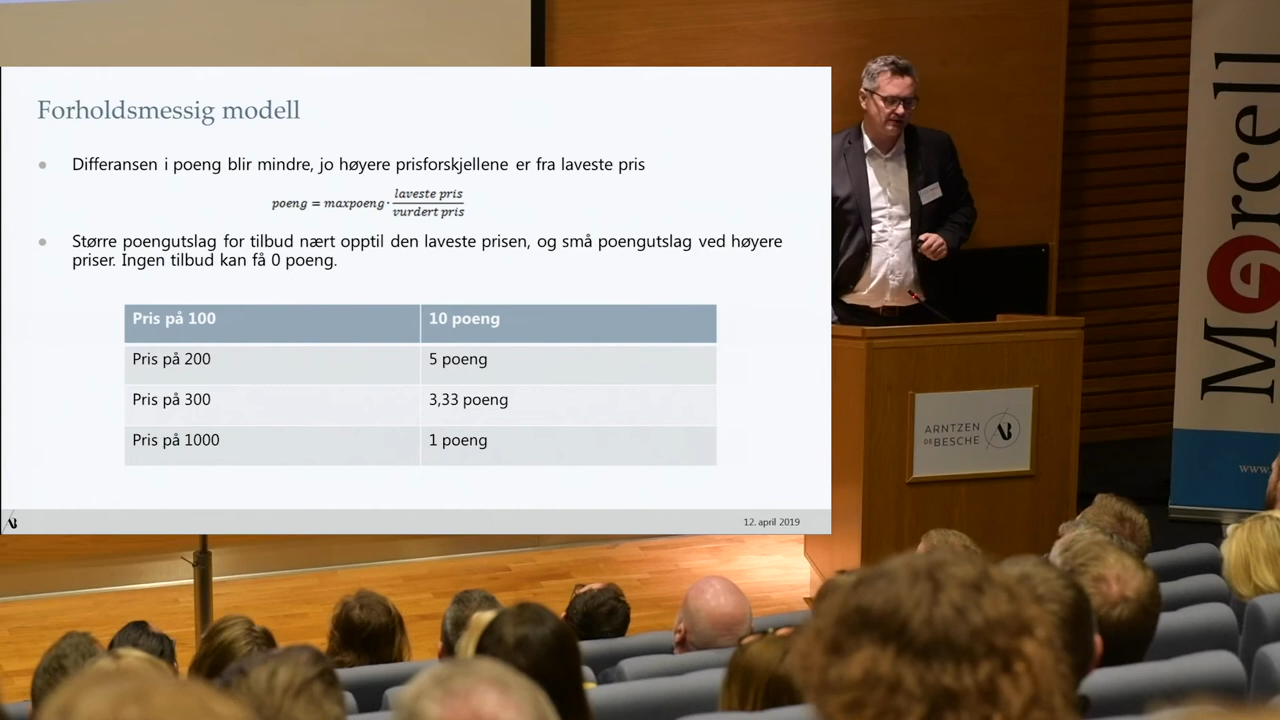 Forholdsmessig modell
Differansen i poeng blir mindre, jo høyere prisforskjellene er fra laveste pris
poeng = maxpoeng · laveste pris / vurdert pris
Større poengutslag for tilbud nært opptil den laveste prisen, og små poengutslag ved høyere
priser. Ingen tilbud kan få 0 poeng.
Pris på 100 10 poeng
Pris på 200 5 poeng
Pris på 300 3,33 poeng
Pris på 1000 1 poeng
12. april 2019
ARNTZEN
DE BESCHE
Mercell
www.